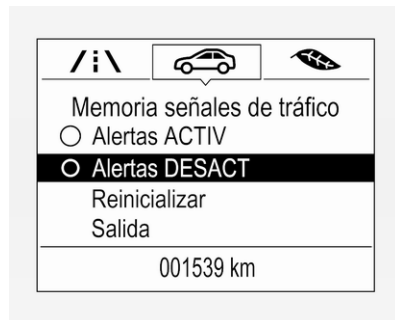 Memoria señales de tráfico
Alertas ACTIV
Alertas DESACT
Reinicializar
Salida
001539 km